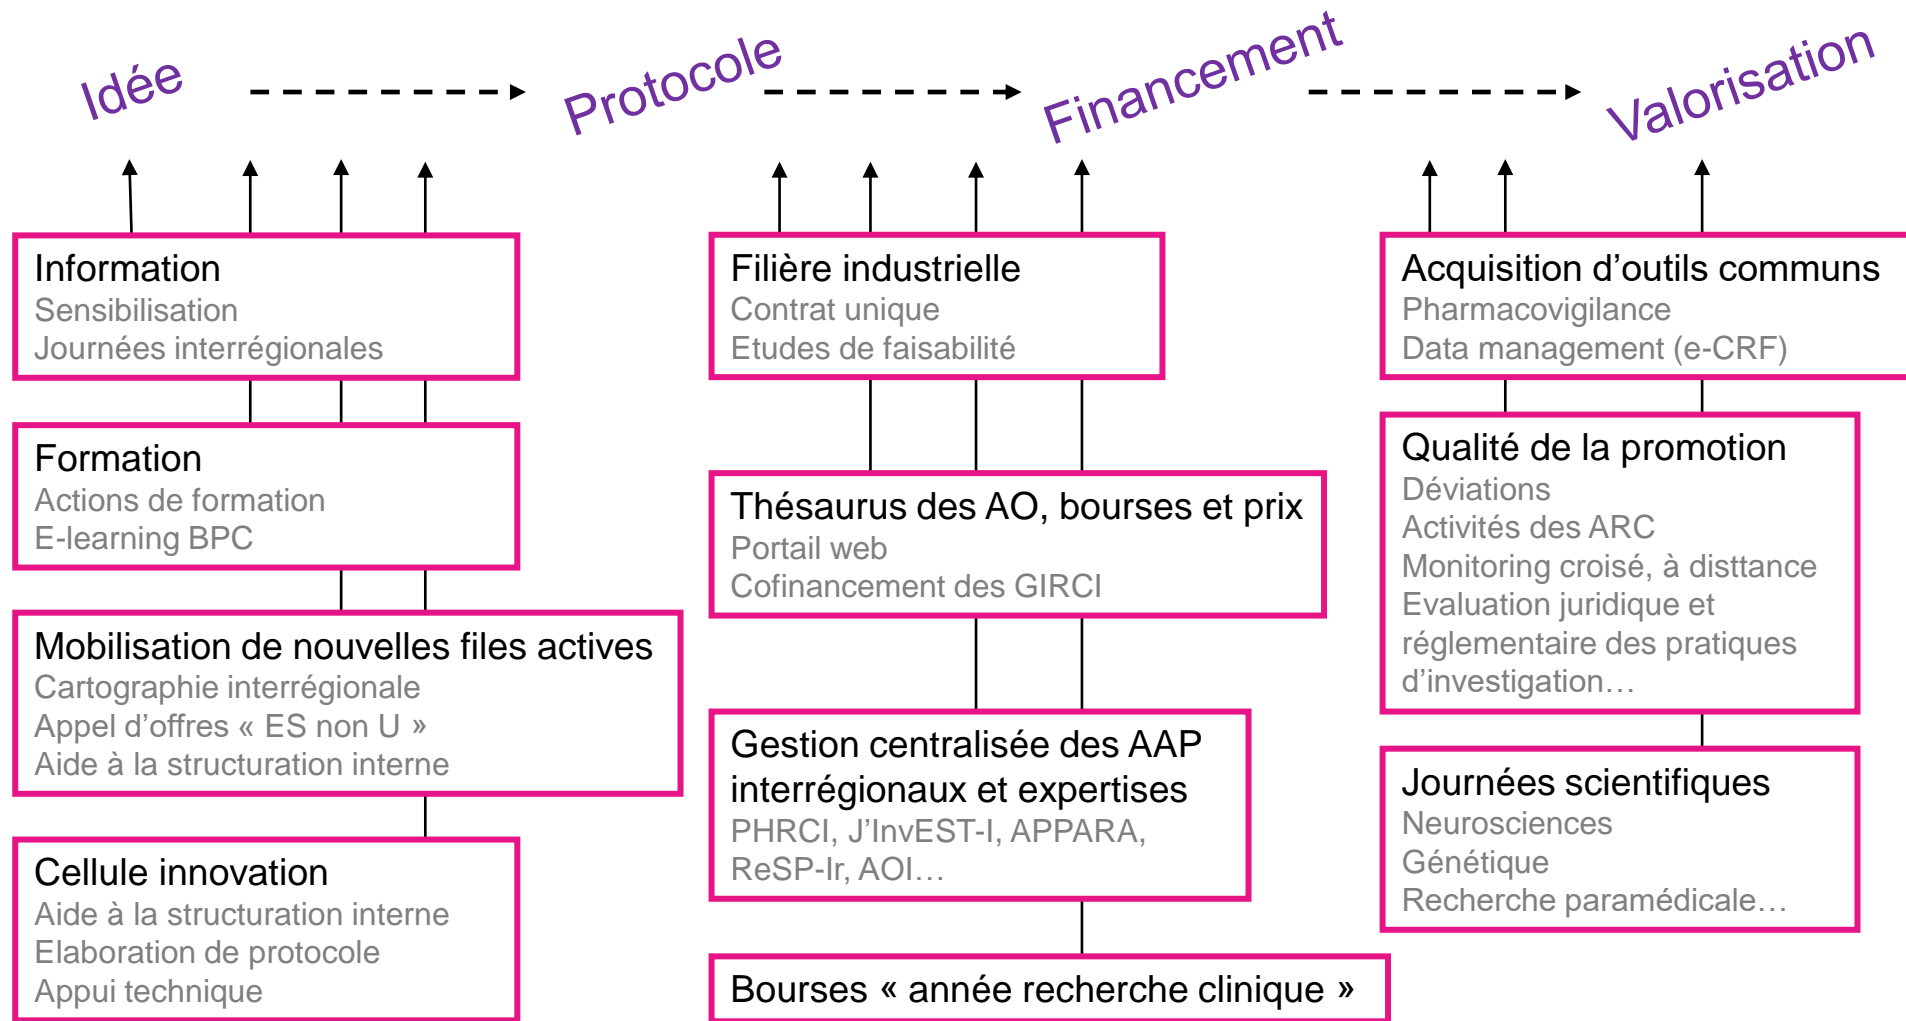 Idée
Protocole
Financement
Valorisation
Information
Sensibilisation
Journées interrégionales
Formation
Actions de formation
E-learning BPC
Mobilisation de nouvelles files actives
Cartographie interrégionale
Appel d’offres « ES non U »
Aide à la structuration interne
Cellule innovation
Aide à la structuration interne
Elaboration de protocole
Appui technique
Filière industrielle
Contrat unique
Etudes de faisabilité
Thésaurus des AO, bourses et prix
Portail web
Cofinancement des GIRCI
Gestion centralisée des AAP
interrégionaux et expertises
PHRCI, J’InvEST-I, APPARA,
ReSP-Ir, AOI…
Bourses « année recherche clinique »
Acquisition d’outils communs
Pharmacovigilance
Data management (e-CRF)
Qualité de la promotion
Déviations
Activités des ARC
Monitoring croisé, à disttance
Evaluation juridique et
réglementaire des pratiques
d’investigation…
Journées scientifiques
Neurosciences
Génétique
Recherche paramédicale…